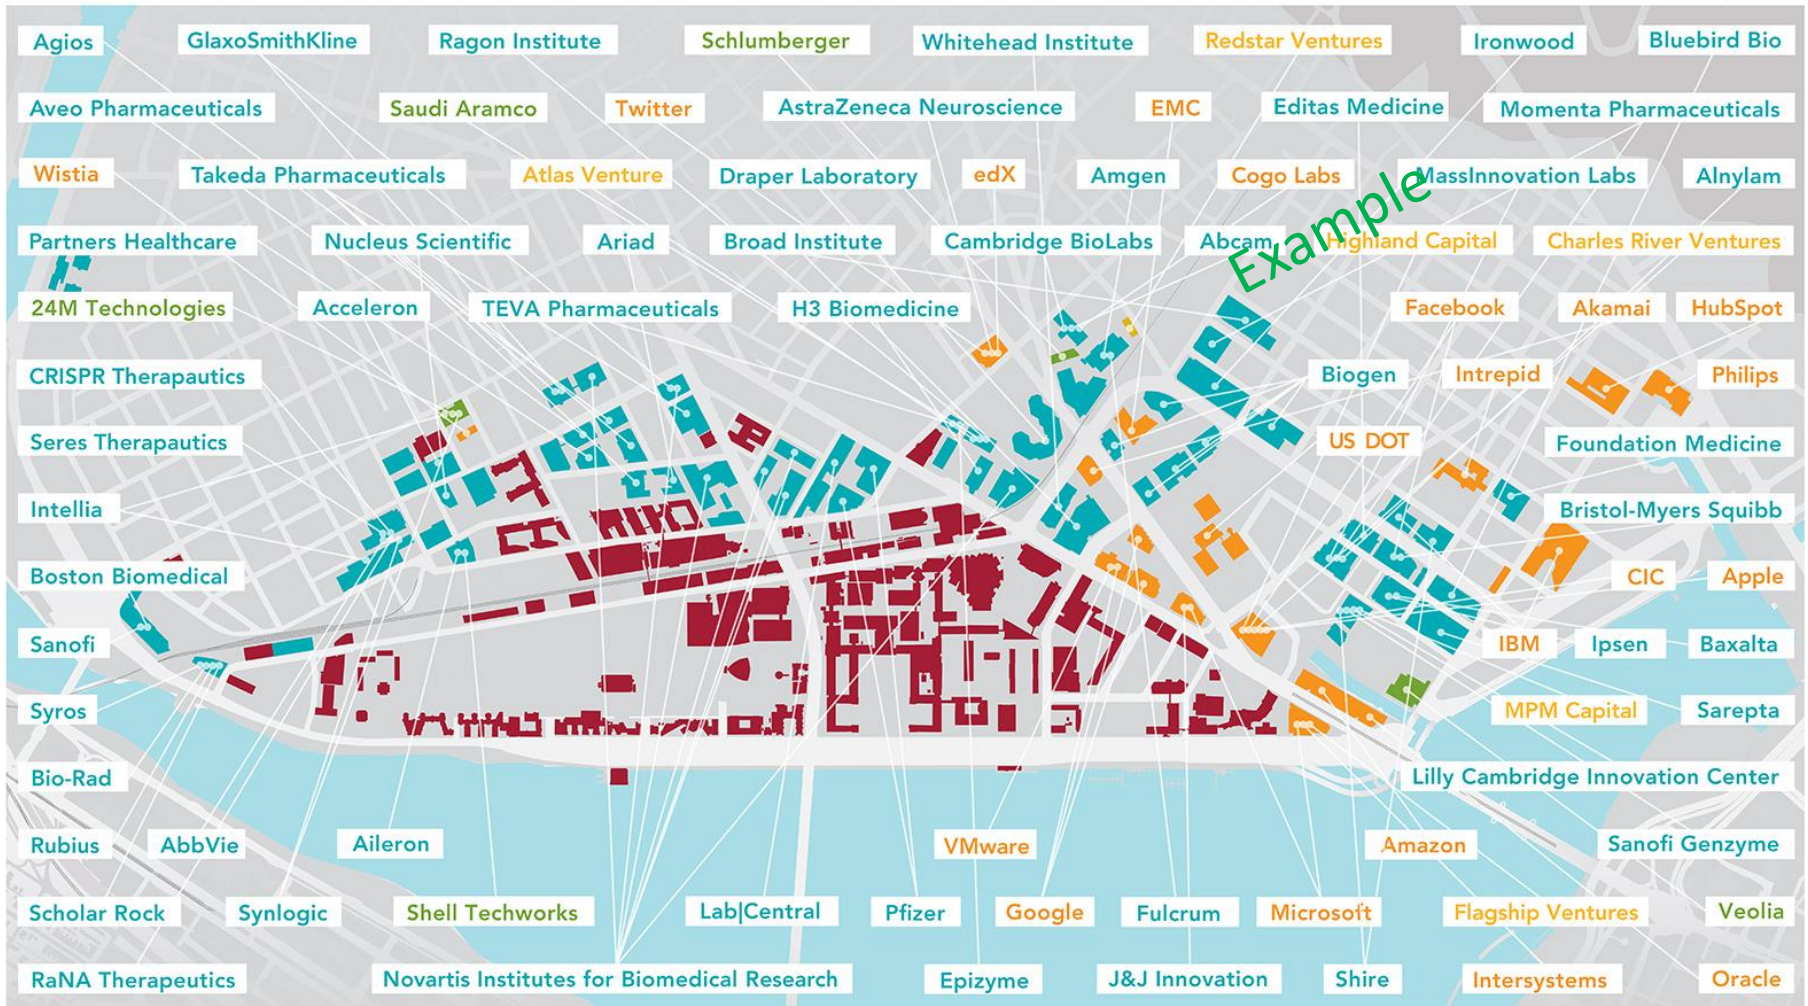 Agios
GlaxoSmithKline
Ragon Institute
Schlumberger
Whitehead Institute
Redstar Ventures
Ironwood
Bluebird Bio
Aveo Pharmaceuticals
Saudi Aramco
Twitter
AstraZeneca Neuroscience
EMC
Editas Medicine
Momenta Pharmaceuticals
Wistia
Takeda Pharmaceuticals
Atlas Venture
Draper Laboratory
edX
Amgen
Cogo Labs
MassInnovation Labs
Alnylam
Example
Partners Healthcare
Nucleus Scientific
Ariad
Broad Institute
Cambridge BioLabs
Abcam
Highland Capital
Charles River Ventures
24M Technologies
Acceleron
TEVA Pharmaceuticals
H3 Biomedicine
Facebook
Akamai
HubSpot
CRISPR Therapautics
Biogen
Intrepid
Philips
Seres Therapautics
US DOT
Foundation Medicine
Intellia
Bristol-Myers Squibb
Boston Biomedical
CIC
Apple
Sanofi
IBM
Ipsen
Baxalta
Syros
MPM Capital
Sarepta
Bio-Rad
Lilly Cambridge Innovation Center
Rubius
AbbVie
Aileron
VMware
Amazon
Sanofi Genzyme
Scholar Rock
Synlogic
Shell Techworks
Lab|Central
Pfizer
Google
Fulcrum
Microsoft
Flagship Ventures
Veolia
RaNA Therapeutics
Novartis Institutes for Biomedical Research
Epizyme
J&J Innovation
Shire
Intersystems
Oracle